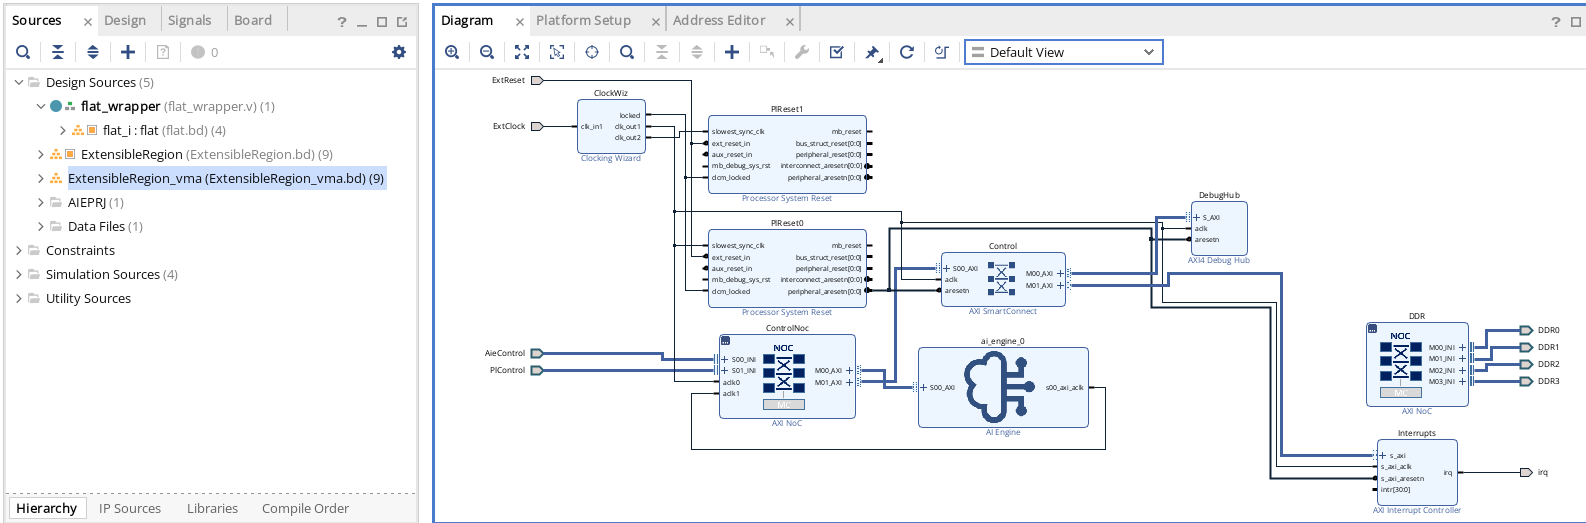 Sources
Design
Signals
Board
?
0
Design Sources (5)
flat_wrapper (flat_wrapper.v) (1)
flat_i : flat (flat.bd) (4)
ExtensibleRegion (ExtensibleRegion.bd) (9)
ExtensibleRegion_vma (ExtensibleRegion_vma.bd) (9)
AIEPRJ (1)
Data Files (1)
Constraints
Simulation Sources (4)
Utility Sources
Hierarchy
IP Sources
Libraries
Compile Order
Diagram
Platform Setup
Address Editor
?
Default View
ExtReset
ExtClock
ClockWiz
clk_in1
locked
clk_out1
clk_out2
Clocking Wizard
PlReset1
slowest_sync_clk
ext_reset_in
aux_reset_in
mb_debug_sys_rst
dcm_locked
mb_reset
bus_struct_reset[0:0]
peripheral_reset[0:0]
interconnect_aresetn[0:0]
peripheral_aresetn[0:0]
Processor System Reset
PlReset0
slowest_sync_clk
ext_reset_in
aux_reset_in
mb_debug_sys_rst
dcm_locked
mb_reset
bus_struct_reset[0:0]
peripheral_reset[0:0]
interconnect_aresetn[0:0]
peripheral_aresetn[0:0]
Processor System Reset
Control
S00_AXI
aclk
aresetn
M00_AXI
M01_AXI
AXI SmartConnect
DebugHub
S_AXI
aclk
aresetn
AXI4 Debug Hub
AieControl
PlControl
ControlNoc
NOC
S00_INI
S01_INI
aclk0
aclk1
M00_AXI
M01_AXI
MC
AXI NoC
ai_engine_0
S00_AXI
s00_axi_aclk
AI Engine
DDR
NOC
M00_INI
M01_INI
M02_INI
M03_INI
MC
AXI NoC
DDR0
DDR1
DDR2
DDR3
Interrupts
s_axi
s_axi_aclk
s_axi_aresetn
intr[30:0]
irq
AXI Interrupt Controller
irq